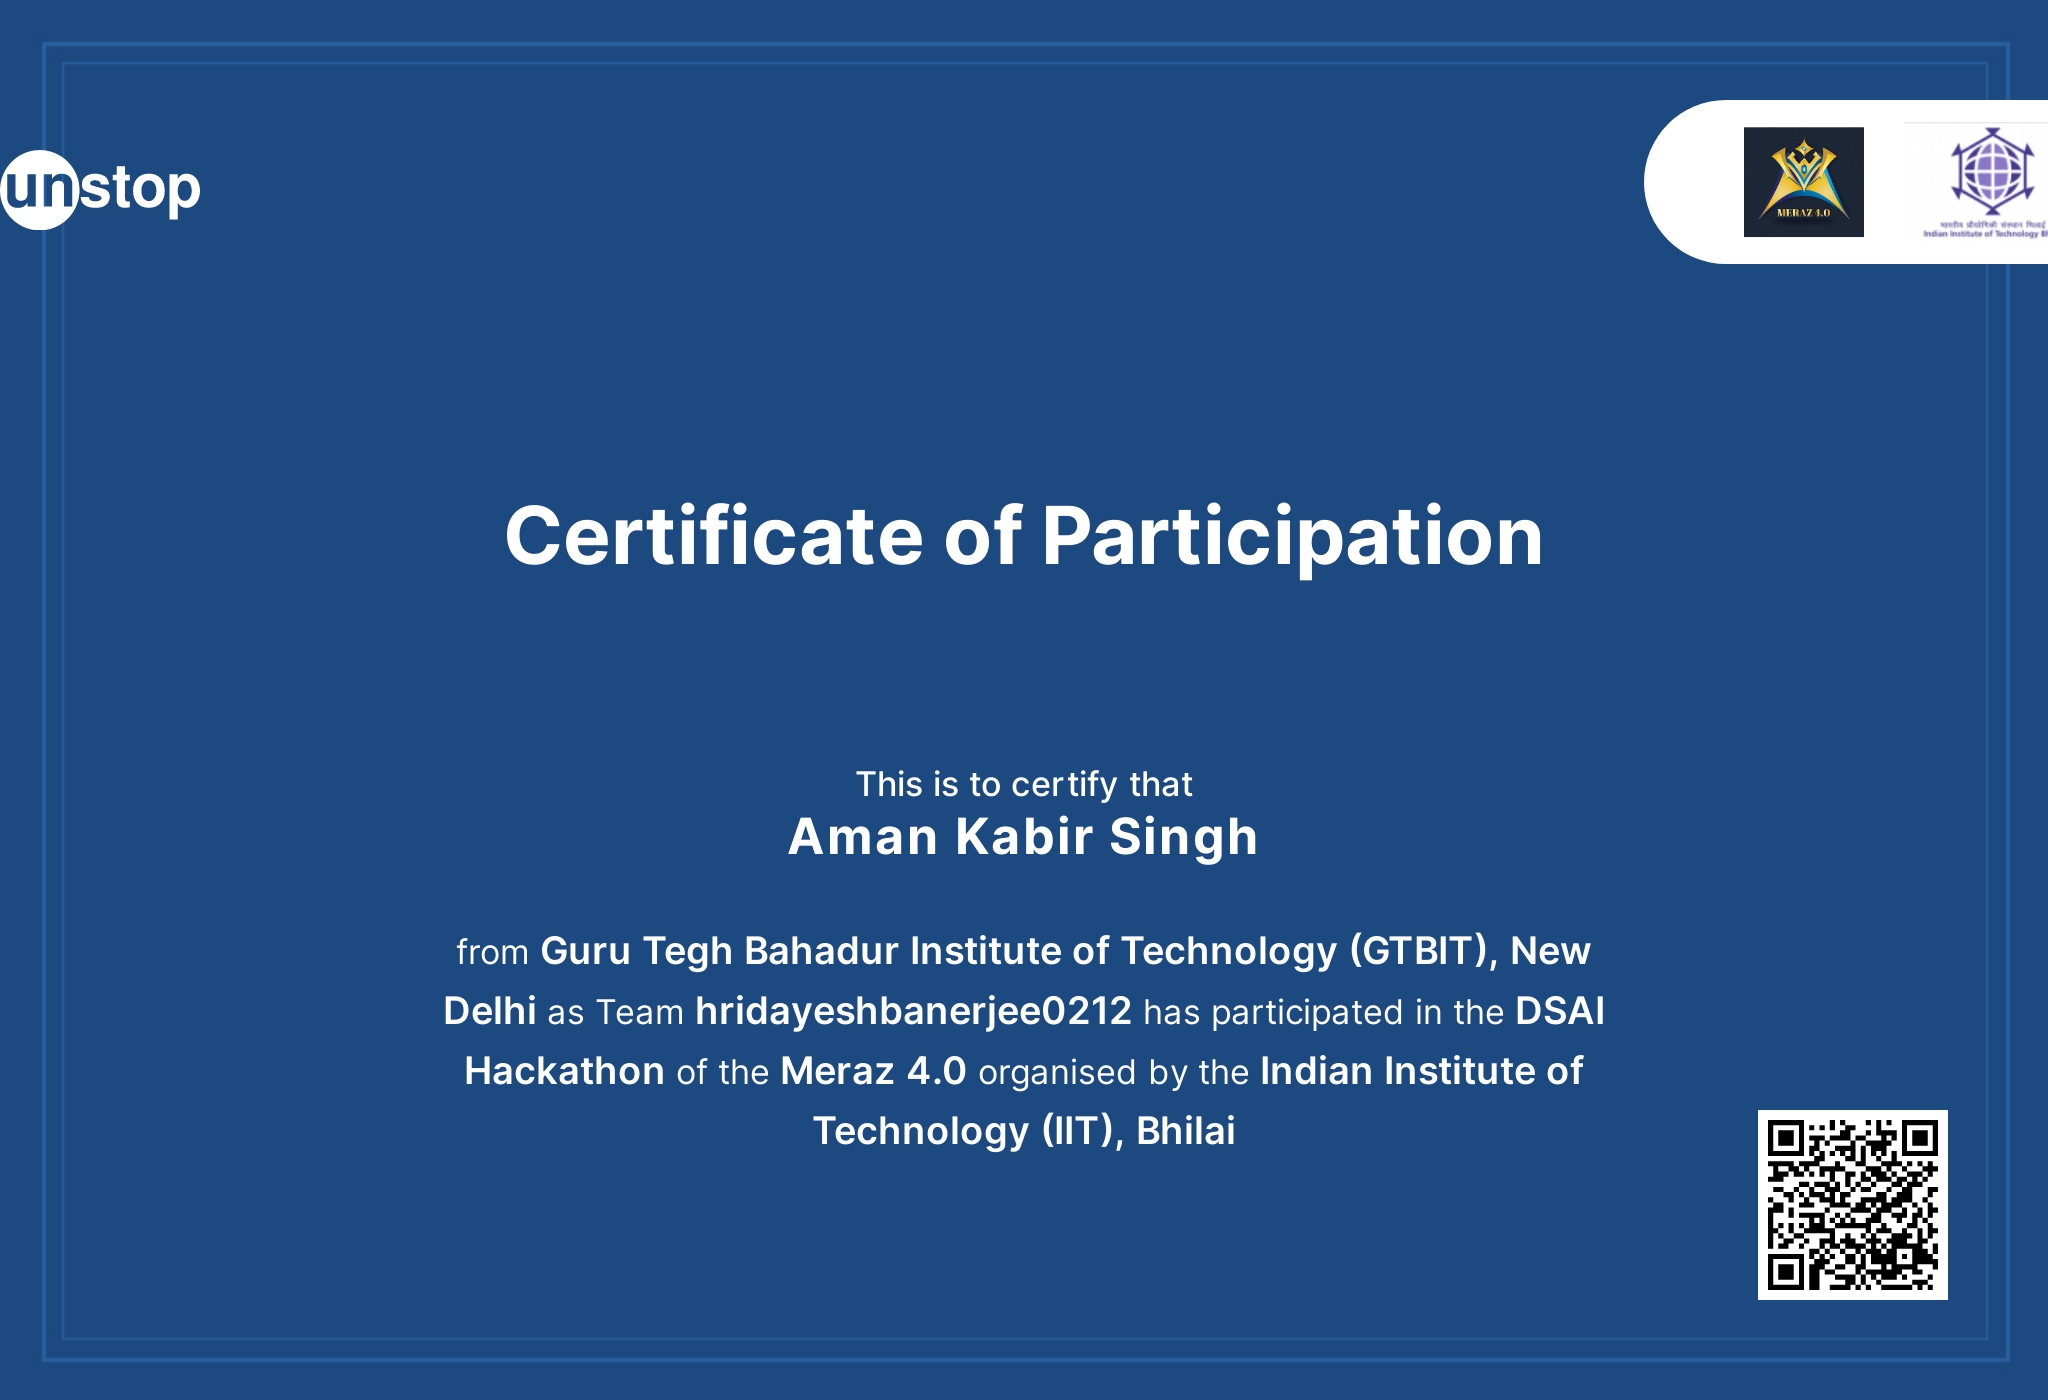 unstop
MERAZ 4.0
भारतीय प्रौद्योगिकी संस्थान भिलाई
Indian Institute of Technology Bh
Certificate of Participation
This is to certify that
Aman Kabir Singh
from Guru Tegh Bahadur Institute of Technology (GTBIT), New
Delhi as Team hridayeshbanerjee0212 has participated in the DSAI
Hackathon of the Meraz 4.0 organised by the Indian Institute of
Technology (IIT), Bhilai